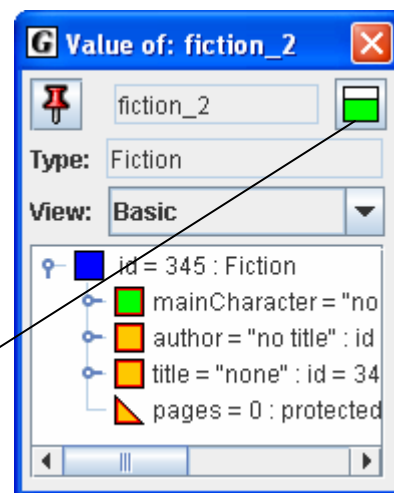 G Value of: fiction_2
fiction_2
Type: Fiction
View: Basic
id = 345 : Fiction
mainCharacter = "no
author = "no title" : id
title = "none" : id = 34
pages = 0 : protected